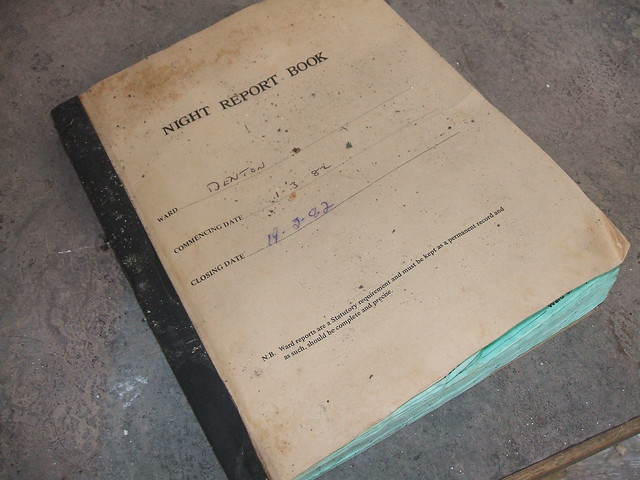 NIGHT REPORT BOOK
WARD DENTON
COMMENCING DATE 1·3·82
CLOSING DATE 19-3-82
N.B. Ward reports are a Statutory requirement and must be kept as a permanent record and
as such, should be complete and precise.